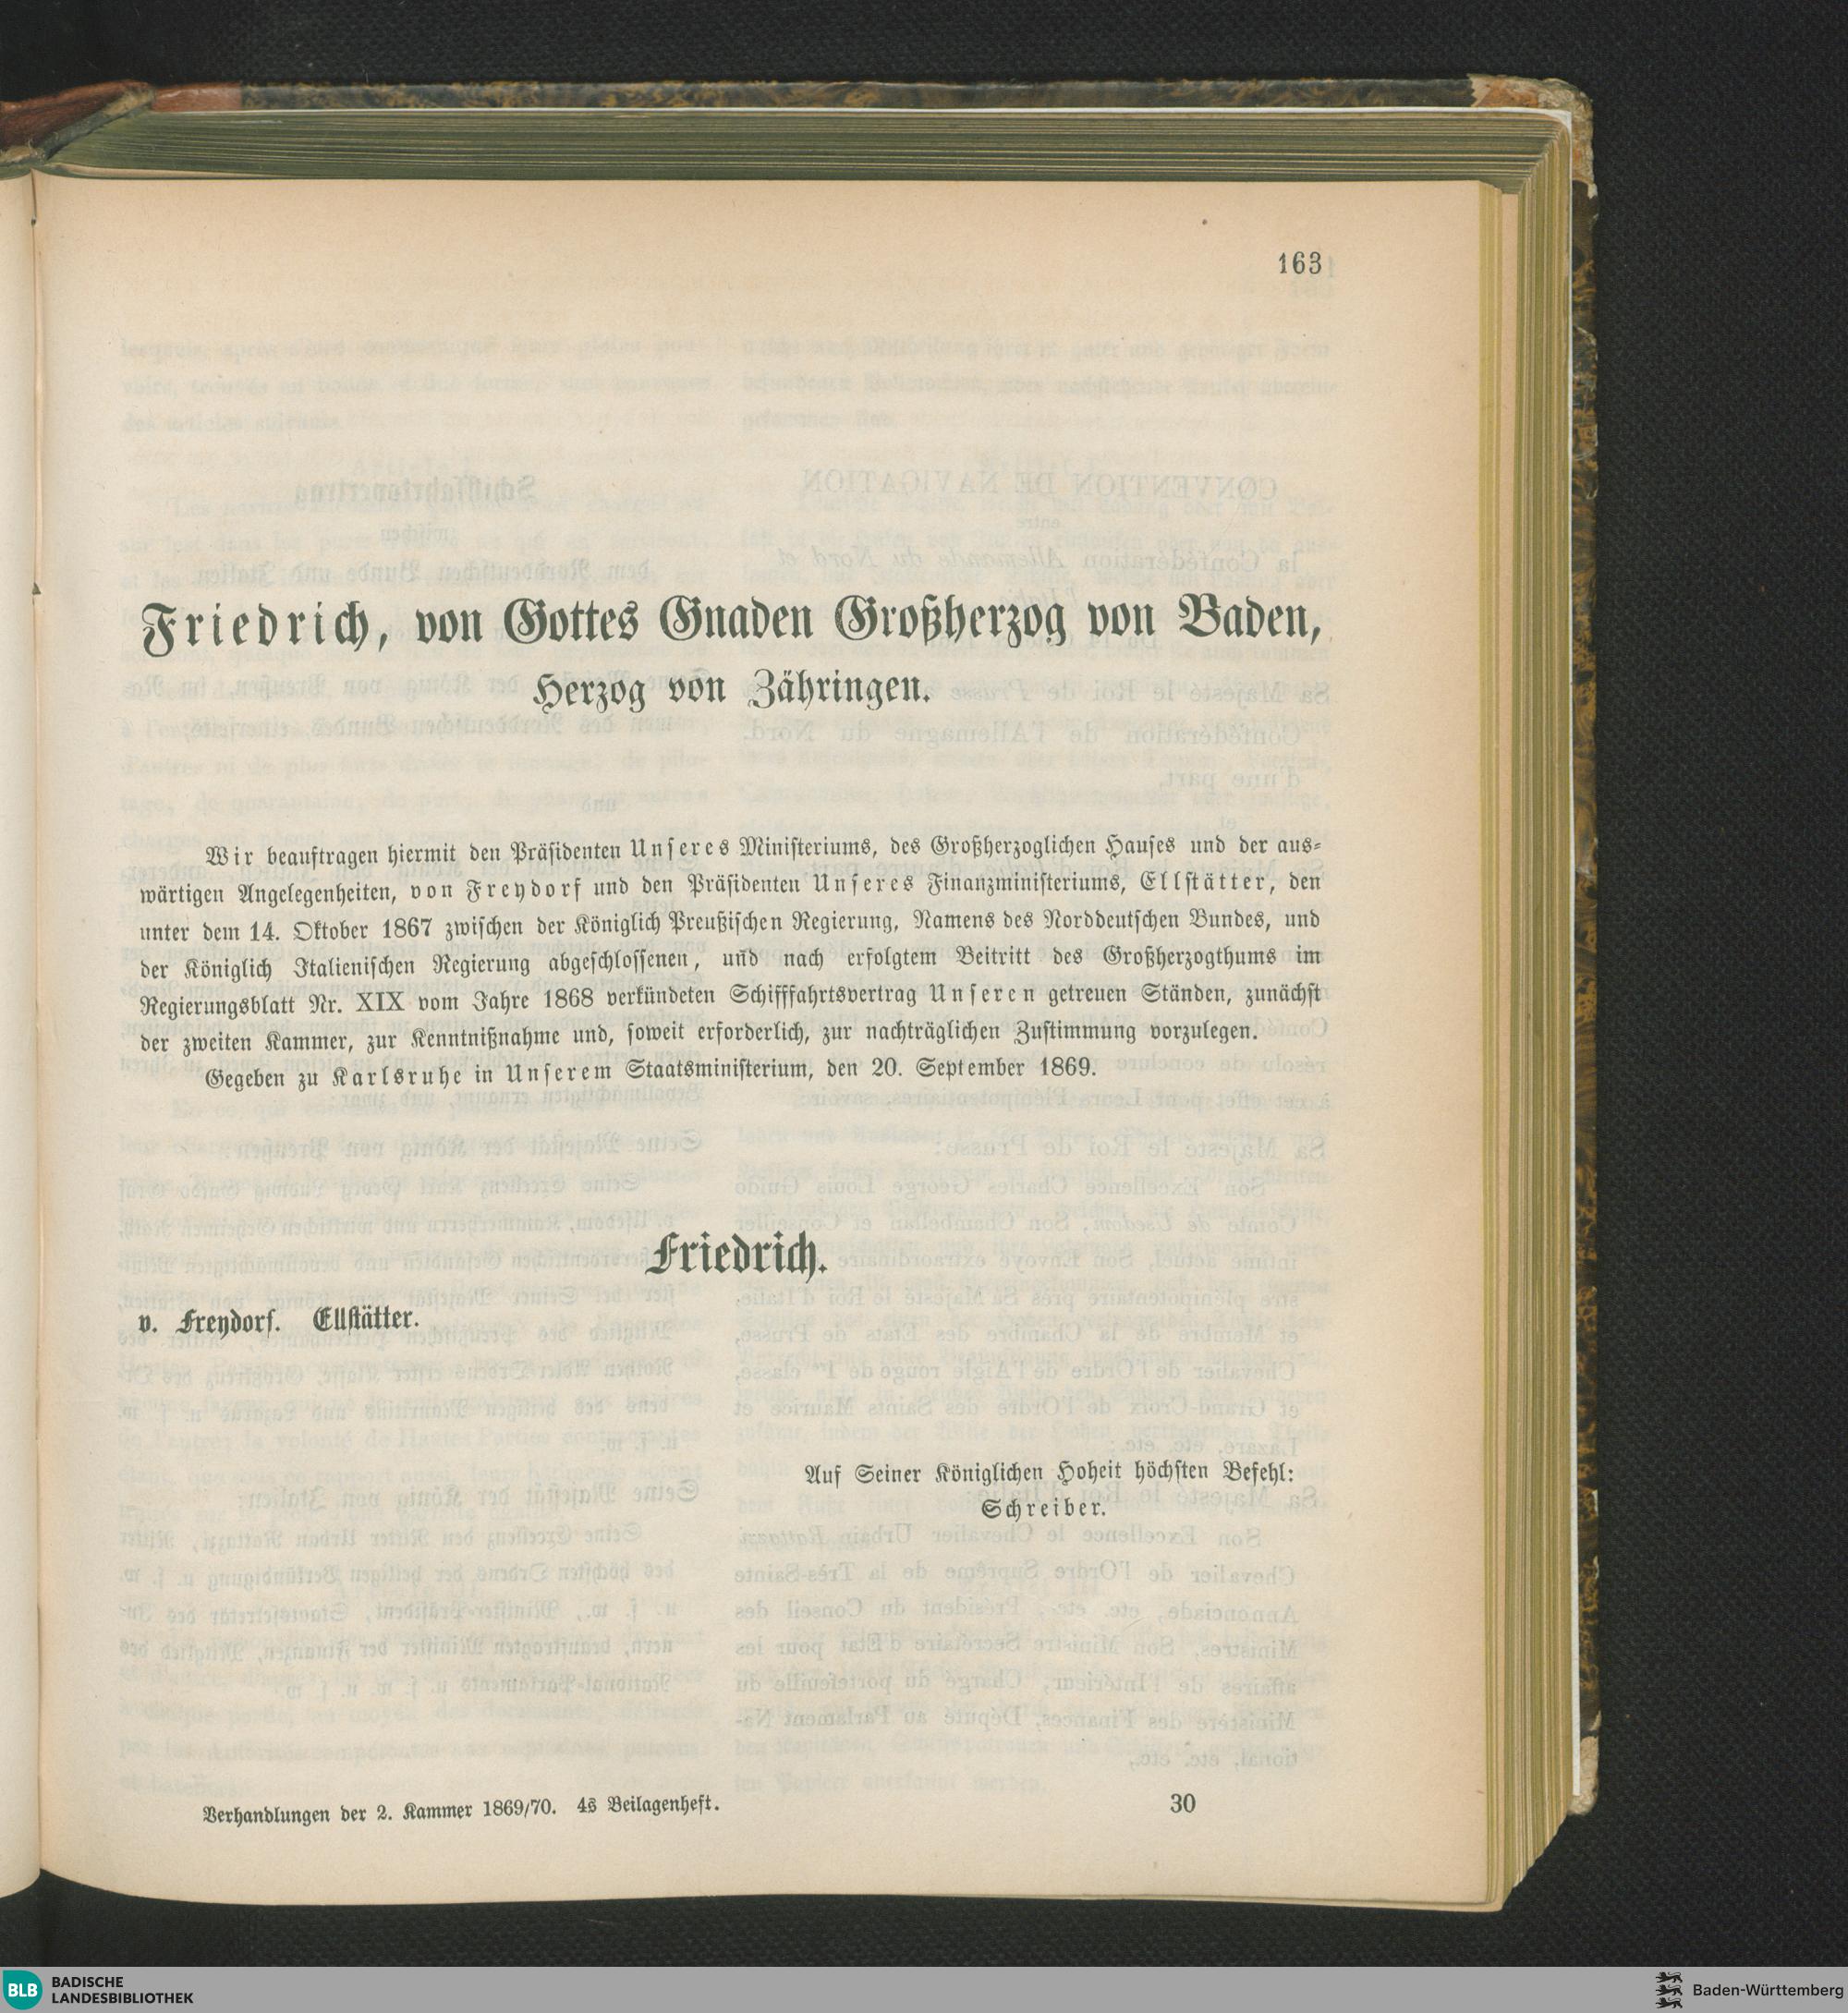 163
Friedrich, von Gottes Gnaden Großherzog von Baden,
Herzog von Zähringen.
Wir beauftragen hiermit den Präsidenten Unseres Ministeriums, des Großherzoglichen Hauses und der aus-
wärtigen Angelegenheiten, von Freydorf und den Präsidenten Unseres Finanzministeriums, Ellstätter, den
unter dem 14. Oktober 1867 zwischen der Königlich Preußischen Regierung, Namens des Norddeutschen Bundes, und
der Königlich Italienischen Regierung abgeschlossenen, und nach erfolgtem Beitritt des Großherzogthums im
Regierungsblatt Nr. XIX vom Jahre 1868 verkündeten Schifffahrtsvertrag Unseren getreuen Ständen, zunächst
der zweiten Kammer, zur Kenntnißnahme und, soweit erforderlich, zur nachträglichen Zustimmung vorzulegen.
Gegeben zu Karlsruhe in Unserem Staatsministerium, den 20. September 1869.
Friedrich.
v. Freydorf. Ellstätter.
Auf Seiner Königlichen Hoheit höchsten Befehl:
Schreiber.
Verhandlungen der 2. Kammer 1869/70. 4s Beilagenheft. 30
BLB BADISCHE
LANDESBIBLIOTHEK
Baden-Württemberg